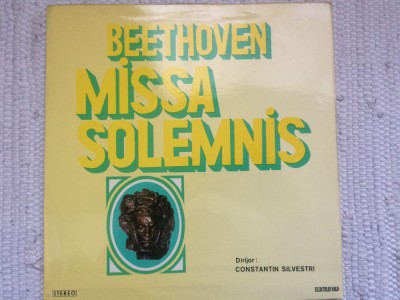 BEETHOVEN
MISSA
SOLEMNIS
Dirijor:
CONSTANTIN SILVESTRI
STEREO
ELECTRECORD